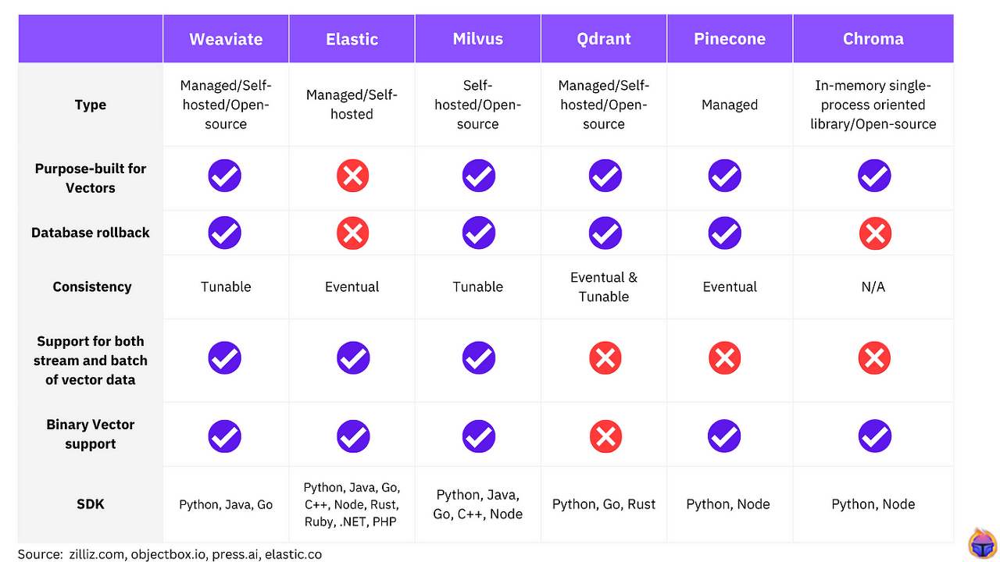 Weaviate Elastic Milvus Qdrant Pinecone Chroma
Type
Managed/Self-
hosted/Open-
source
Managed/Self-
hosted
Self-
hosted/Open-
source
Managed/Self-
hosted/Open-
source
Managed
In-memory single-
process oriented
library/Open-source
Purpose-built for
Vectors
Database rollback
Consistency
Tunable
Eventual
Tunable
Eventual &
Tunable
Eventual
N/A
Support for both
stream and batch
of vector data
Binary Vector
support
SDK
Python, Java, Go
Python, Java, Go,
C++, Node, Rust,
Ruby, .NET, PHP
Python, Java,
Go, C++, Node
Python, Go, Rust
Python, Node
Python, Node
Source: zilliz.com, objectbox.io, press.ai, elastic.co